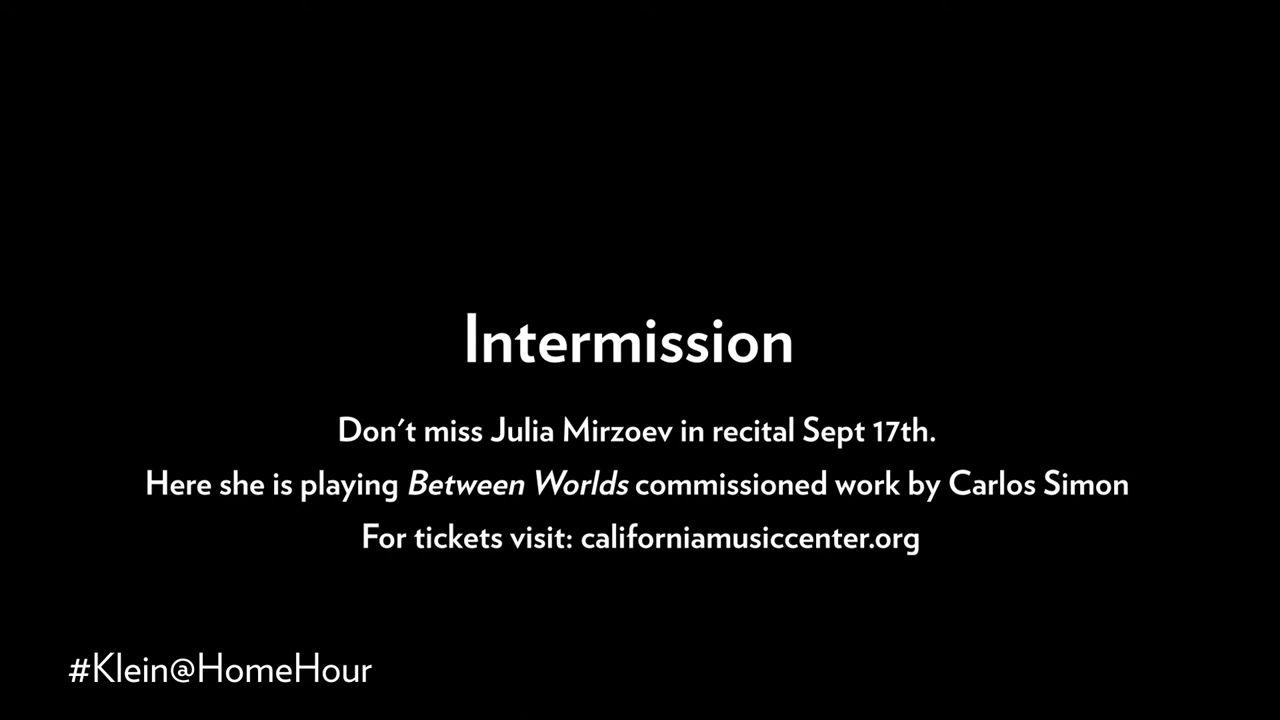 Intermission
Don't miss Julia Mirzoev in recital Sept 17th.
Here she is playing Between Worlds commissioned work by Carlos Simon
For tickets visit: californiamusiccenter.org
#Klein@HomeHour